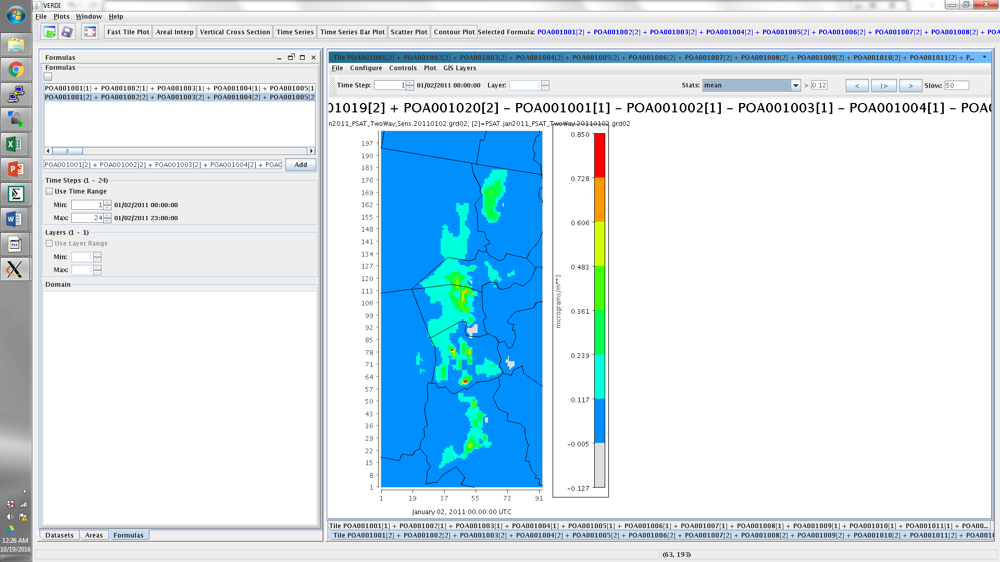 VERDI
File Plots Window Help
Fast Tile Plot Areal Interp Vertical Cross Section Time Series Time Series Bar Plot Scatter Plot Contour Plot Selected Formula: POA001001[2] + POA001002[2] + POA001003[2] + POA001004[2] + POA001005[2] + POA001006[2] + POA001007[2] + POA001008[2] + POA
Formulas
Formulas
POA001001[1] + POA001002[1] + POA001003[1] + POA001004[1] + POA001005[1
POA001001[2] + POA001002[2] + POA001003[2] + POA001004[2] + POA001005[2
POA001001[2] + POA001002[2] + POA001003[2] + POA001004[2] + POA0 Add
Time Steps (1 - 24)
Use Time Range
Min: 1 01/02/2011 00:00:00
Max: 24 01/02/2011 23:00:00
Layers (1 - 1)
Use Layer Range
Min: 1
Max: 1
Domain
Datasets Areas Formulas
Tile POA001001[2] + POA001002[2] + POA001003[2] + POA001004[2] + POA001005[2] + POA001006[2] + POA001007[2] + POA001008[2] + POA001009[2] + POA001010[2] + POA001011[2] + P...
File Configure Controls Plot GIS Layers
Time Step: 1 01/02/2011 00:00:00 Layer: 1 Stats: mean > 0.12 < |> > Slow: 50
01019[2] + POA001020[2] - POA001001[1] - POA001002[1] - POA001003[1] - POA001004[1] - POA0
n2011_PSAT_TwoWay_Sens.20110102.grd02; [2]=PSAT.jan2011_PSAT_TwoWay.20110102.grd02
197
190
183
176
169
162
155
148
141
134
127
120
113
106
99
92
85
78
71
64
57
50
43
36
29
22
15
8
1
1 19 37 55 73 91
January 02, 2011 00:00:00 UTC
micrograms/m**3
0.850
0.728
0.606
0.483
0.361
0.239
0.117
-0.005
-0.127
Tile POA001001[1] + POA001002[1] + POA001003[1] + POA001004[1] + POA001005[1] + POA001006[1] + POA001007[1] + POA001008[1] + POA001009[1] + POA001010[1] + POA001011[1] + POA00...
Tile POA001001[2] + POA001002[2] + POA001003[2] + POA001004[2] + POA001005[2] + POA001006[2] + POA001007[2] + POA001008[2] + POA001009[2] + POA001010[2] + POA001011[2] + POA001
(63, 193)
12:26 AM
10/19/2016